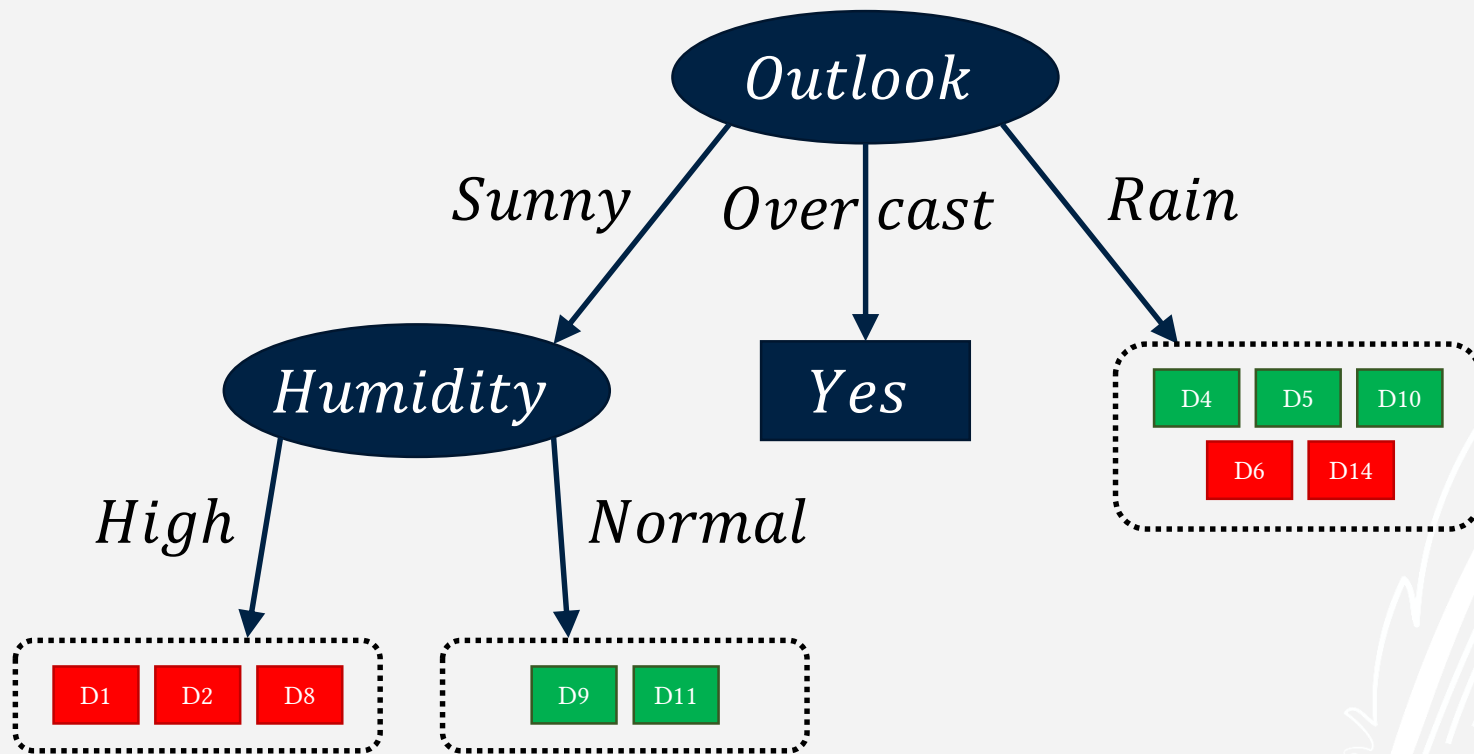 Outlook
Sunny
Over cast
Rain
Humidity
Yes
D4 D5 D10
D6 D14
High
Normal
D1 D2 D8
D9 D11